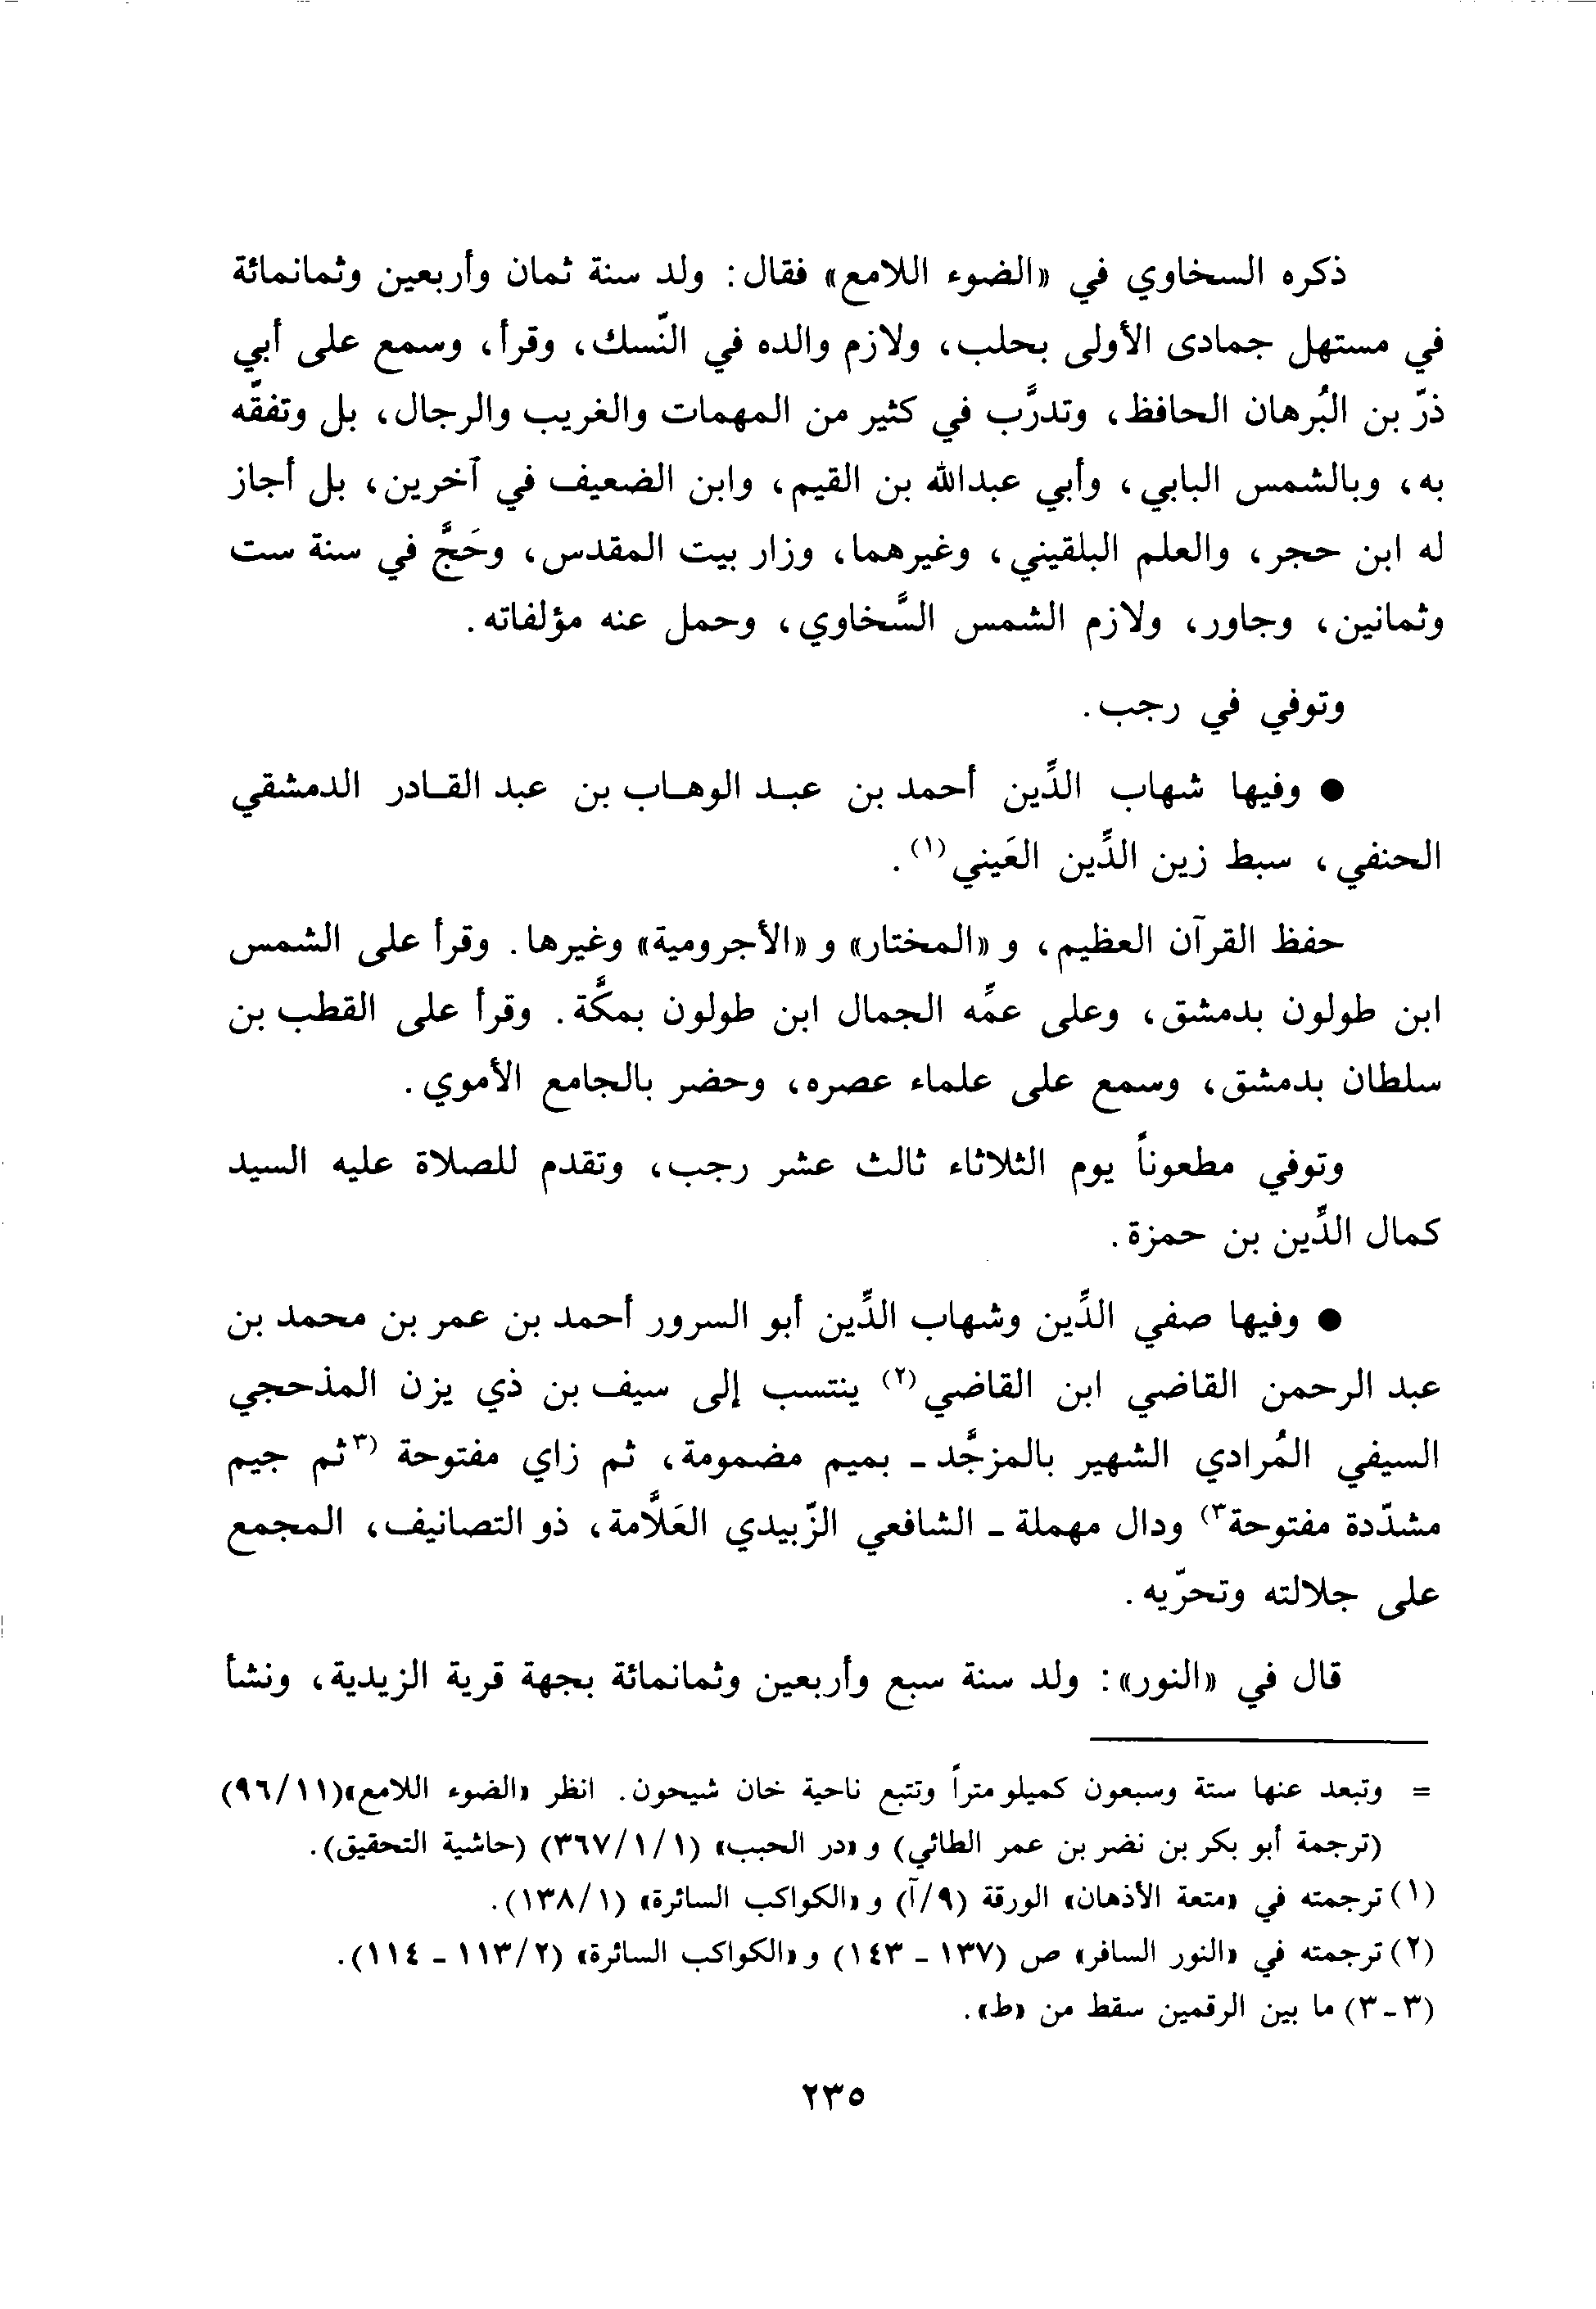 ذكره السخاوي في «الضوء اللامع» فقال: ولد سنة ثمان وأربعين وثمانمائة
في مستهل جمادى الأولى بحلب، ولازم والده في النّسك، وقرأ، وسمع على أبي
ذرّ بن البُرهان الحافظ، وتدرَّب في كثير من المهمات والغريب والرجال، بل وتفقّه
به، وبالشمس البابي، وأبي عبدالله بن القيم، وابن الضعيف في آخرين، بل أجاز
له ابن حجر، والعلم البلقيني، وغيرهما، وزار بيت المقدس، وحَجَّ في سنة ست
وثمانين، وجاور، ولازم الشمس السَّخاوي، وحمل عنه مؤلفاته.
وتوفي في رجب.
● وفيها شهاب الدِّين أحمد بن عبد الوهاب بن عبد القادر الدمشقي
الحنفي، سبط زين الدِّين العَيني(١).
حفظ القرآن العظيم، و «المختار» و «الأجرومية» وغيرها. وقرأ على الشمس
ابن طولون بدمشق، وعلى عمِّه الجمال ابن طولون بمكَّة. وقرأ على القطب بن
سلطان بدمشق، وسمع على علماء عصره، وحضر بالجامع الأموي.
وتوفي مطعوناً يوم الثلاثاء ثالث عشر رجب، وتقدم للصلاة عليه السيد
كمال الدِّين بن حمزة.
● وفيها صفي الدِّين وشهاب الدِّين أبو السرور أحمد بن عمر بن محمد بن
عبد الرحمن القاضي ابن القاضي(٢) ينتسب إلى سيف بن ذي يزن المذحجي
السيفي المُرادي الشهير بالمزجَّد ـ بميم مضمومة، ثم زاي مفتوحة (٣ثم جيم
مشدّدة مفتوحة٣) ودال مهملة ـ الشافعي الزّبيدي العَلَّامة، ذو التصانيف، المجمع
على جلالته وتحرّيه.
قال في «النور»: ولد سنة سبع وأربعين وثمانمائة بجهة قرية الزيدية، ونشأ
= وتبعد عنها ستة وسبعون كميلومتراً وتتبع ناحية خان شيحون. انظر «الضوء اللامع»(٩٦/١١)
(ترجمة أبو بكر بن نضر بن عمر الطائي) و «در الحبب» (٣٦٧/١/١) (حاشية التحقيق).
(١) ترجمته في «متعة الأذهان» الورقة (٩/آ) و «الكواكب السائرة» (١٣٨/١).
(٢) ترجمته في «النور السافر» ص (١٣٧ ـ ١٤٣) و «الكواكب السائرة» (١١٣/٢ ـ ١١٤).
(٣ـ٣) ما بين الرقمين سقط من «ط».
٢٣٥